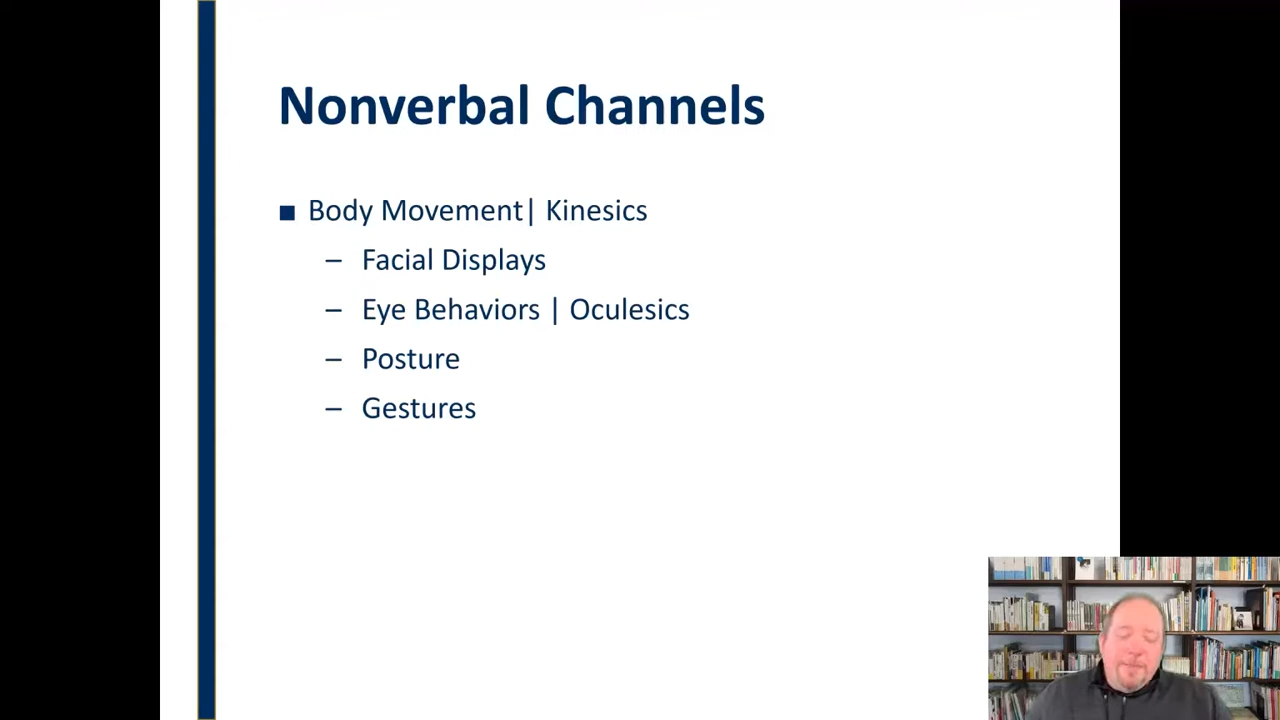 Nonverbal Channels
■ Body Movement| Kinesics
– Facial Displays
– Eye Behaviors | Oculesics
– Posture
– Gestures